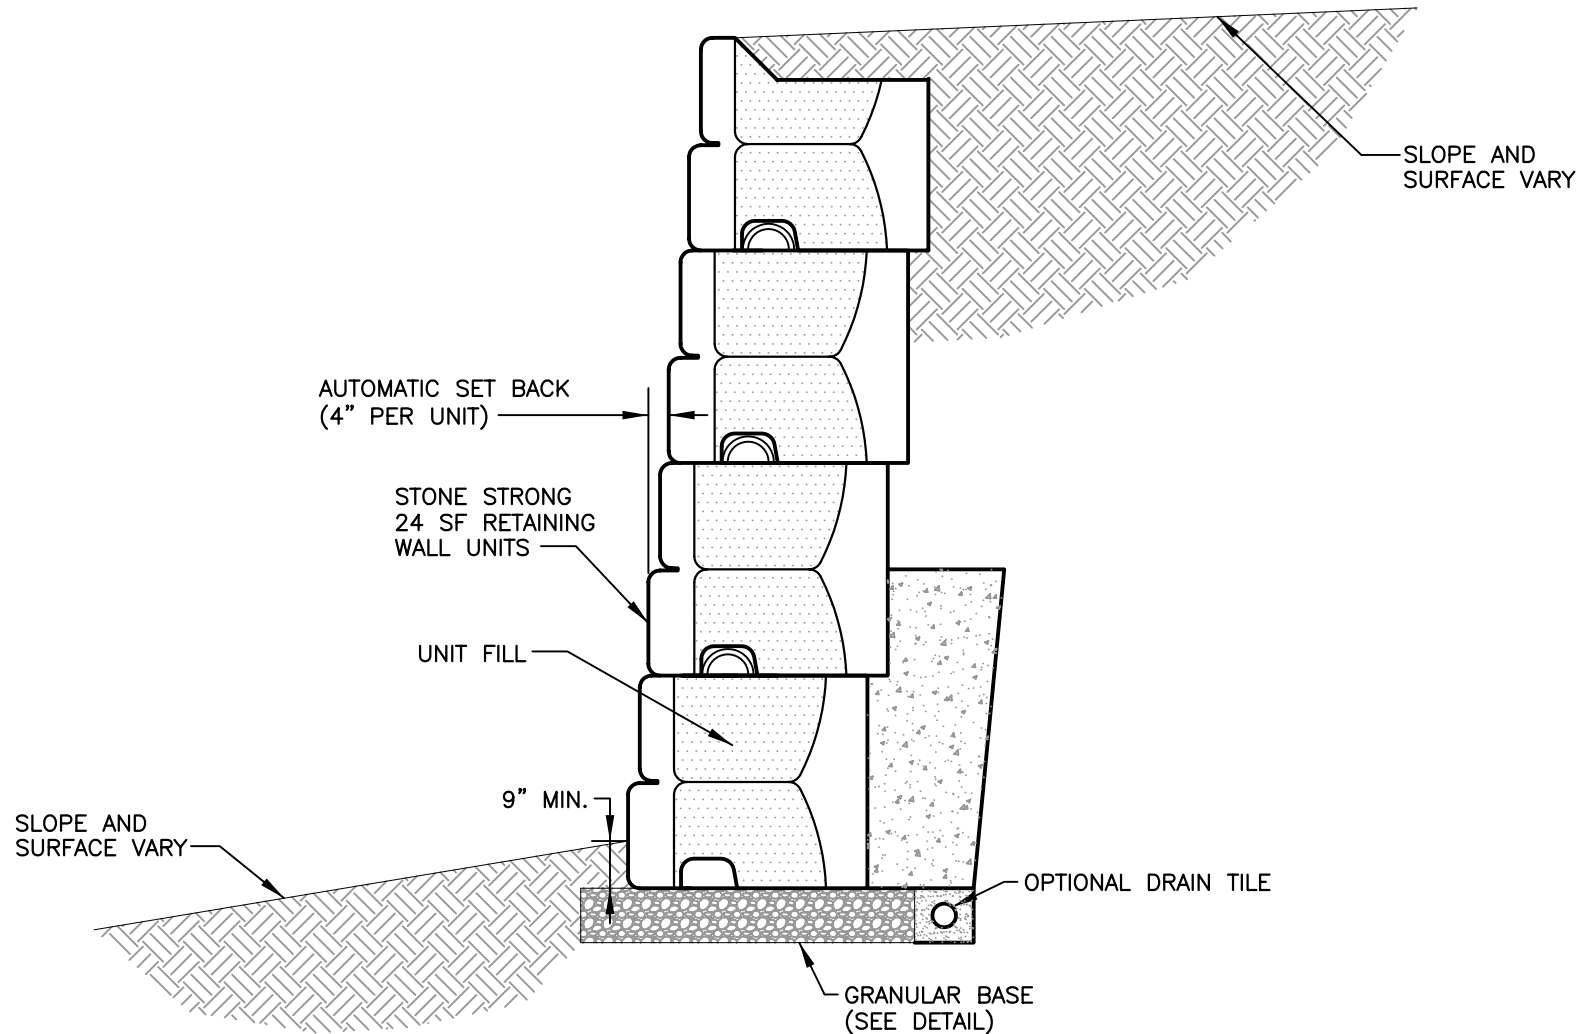 SLOPE AND
SURFACE VARY
AUTOMATIC SET BACK
(4” PER UNIT)
STONE STRONG
24 SF RETAINING
WALL UNITS
UNIT FILL
9” MIN.
SLOPE AND
SURFACE VARY
OPTIONAL DRAIN TILE
GRANULAR BASE
(SEE DETAIL)